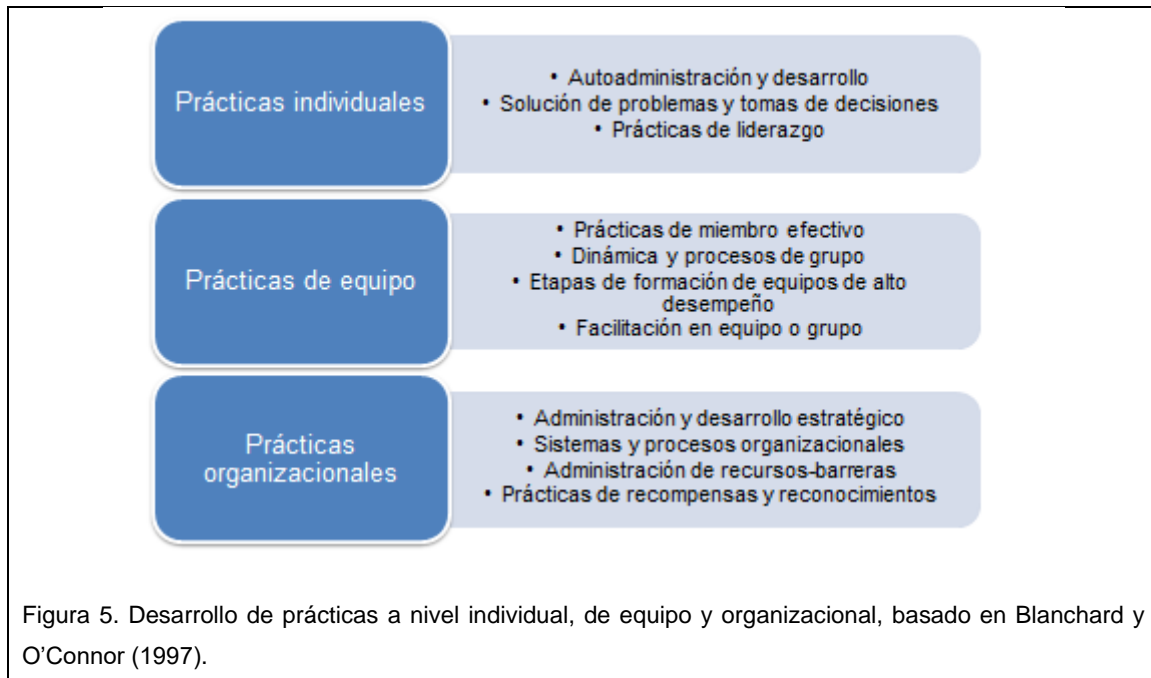 Prácticas individuales
• Autoadministración y desarrollo
• Solución de problemas y tomas de decisiones
• Prácticas de liderazgo
Prácticas de equipo
• Prácticas de miembro efectivo
• Dinámica y procesos de grupo
• Etapas de formación de equipos de alto
desempeño
• Facilitación en equipo o grupo
Prácticas
organizacionales
• Administración y desarrollo estratégico
• Sistemas y procesos organizacionales
• Administración de recursos-barreras
• Prácticas de recompensas y reconocimientos
Figura 5. Desarrollo de prácticas a nivel individual, de equipo y organizacional, basado en Blanchard y
O’Connor (1997).